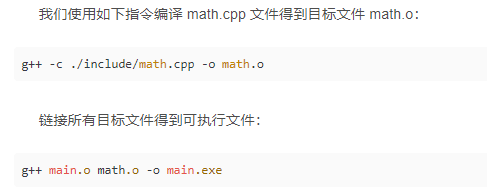 我们使用如下指令编译 math.cpp 文件得到目标文件 math.o：
g++ -c ./include/math.cpp -o math.o
链接所有目标文件得到可执行文件：
g++ main.o math.o -o main.exe